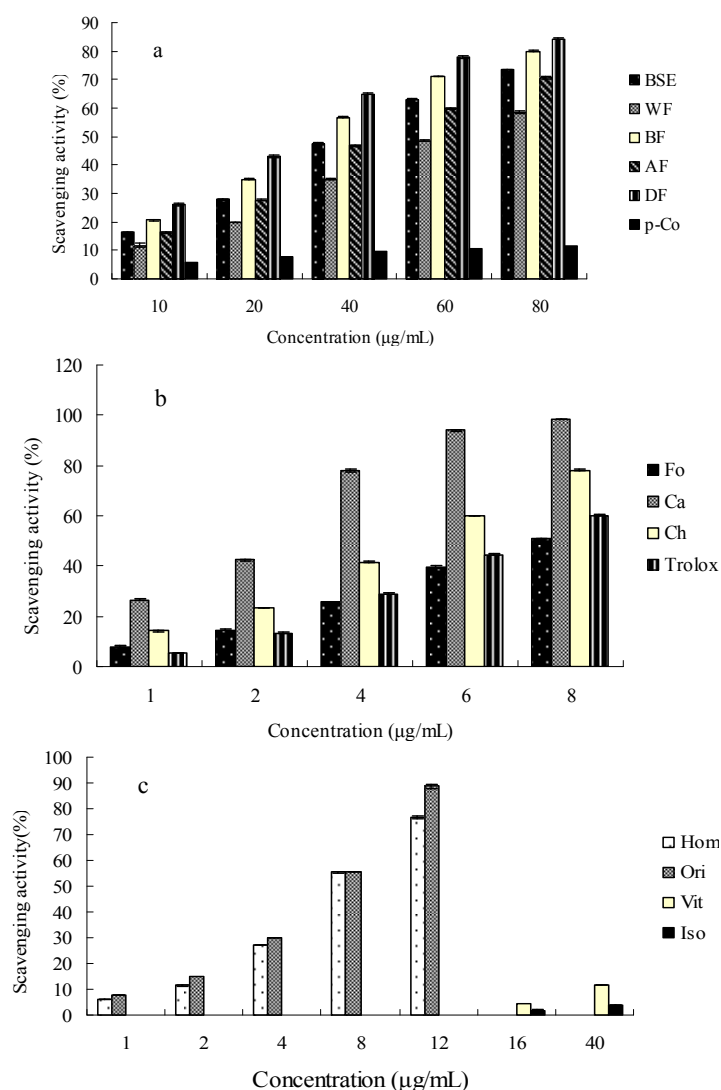 a
Scavenging activity (%)
90
80
70
60
50
40
30
20
10
0
10 20 40 60 80
Concentration (µg/mL)
BSE
WF
BF
AF
DF
p-Co
b
Scavenging activity (%)
120
100
80
60
40
20
0
1 2 4 6 8
Concentration (µg/mL)
Fo
Ca
Ch
Trolox
c
Scavenging activity(%)
100
90
80
70
60
50
40
30
20
10
0
1 2 4 8 12 16 40
Concentration (µg/mL)
Hom
Ori
Vit
Iso